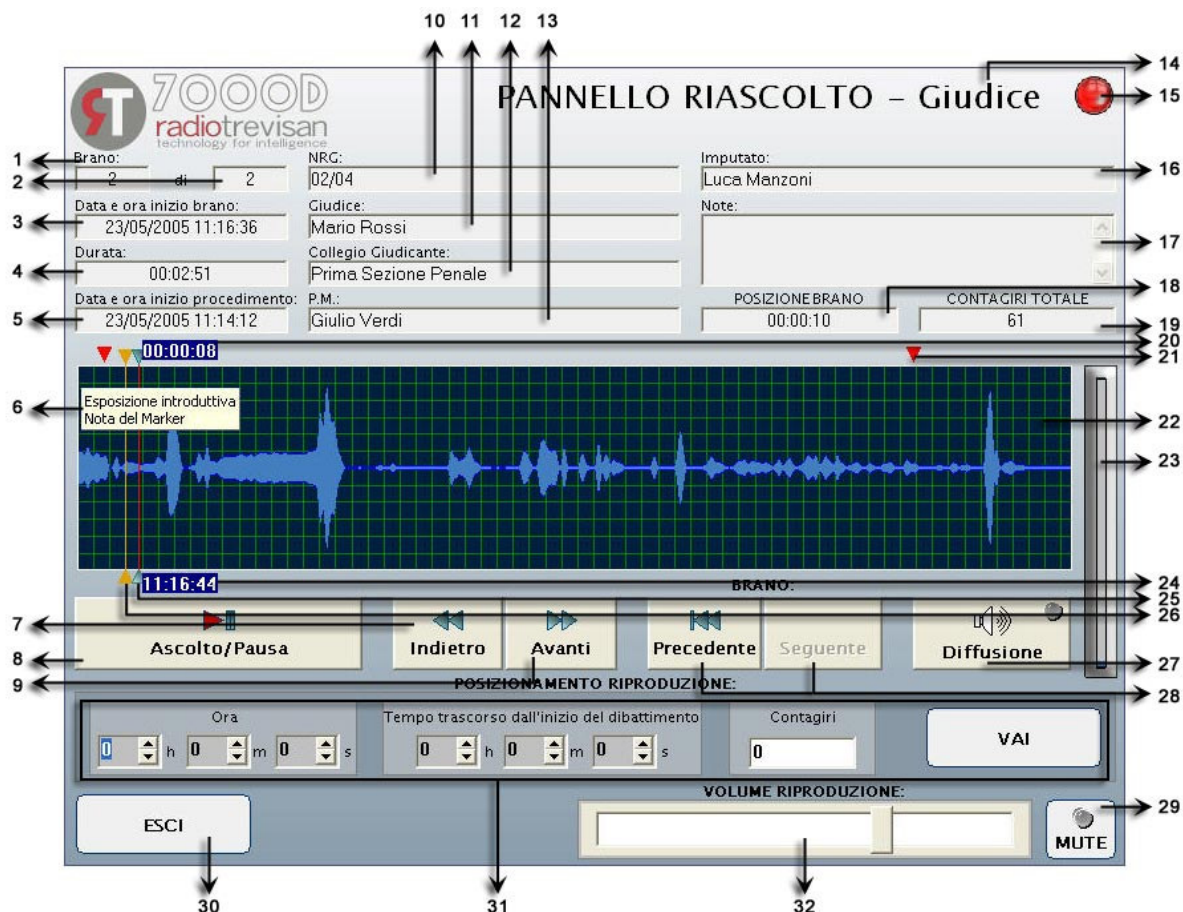 10 11 12 13
7000D
radiotrevisan
technology for intelligence
PANNELLO RIASCOLTO – Giudice
14
15
1
Brano:
NRG:
Imputato:
2
2 di 2
02/04
Luca Manzoni
16
Data e ora inizio brano:
Giudice:
Note:
3
23/05/2005 11:16:36
Mario Rossi
17
Durata:
Collegio Giudicante:
4
00:02:51
Prima Sezione Penale
Data e ora inizio procedimento:
P.M.:
POSIZIONE BRANO
CONTAGIRI TOTALE
18
5
23/05/2005 11:14:12
Giulio Verdi
00:00:10
61
19
20
00:00:08
21
6
Esposizione introduttiva
Nota del Marker
22
23
11:16:44
BRANO:
24
25
26
7
8
9
Ascolto/Pausa
Indietro
Avanti
Precedente
Seguente
Diffusione
27
28
POSIZIONAMENTO RIPRODUZIONE:
Ora
Tempo trascorso dall'inizio del dibattimento
Contagiri
0 h 0 m 0 s
0 h 0 m 0 s
0
VAI
VOLUME RIPRODUZIONE:
ESCI
MUTE
29
30 31 32